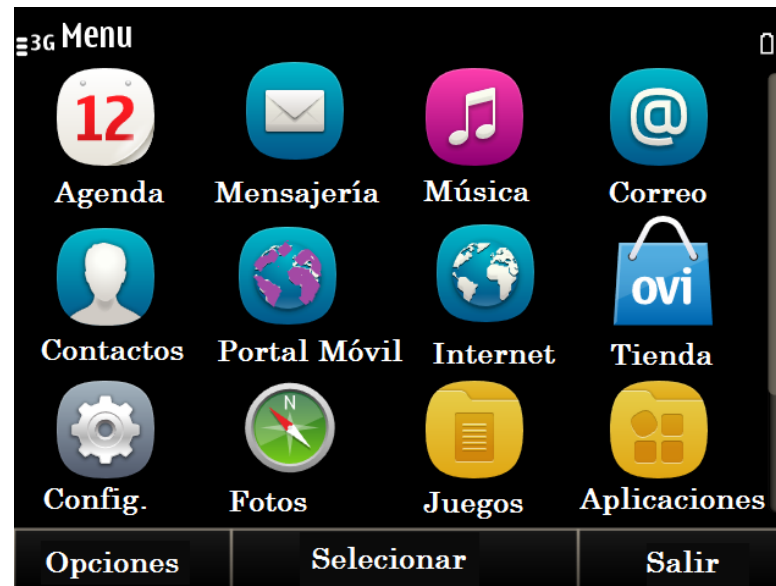 3G Menu
12
@
Agenda Mensajería Música Correo
ovi
Contactos Portal Móvil Internet Tienda
N
Config. Fotos Juegos Aplicaciones
Opciones Selecionar Salir